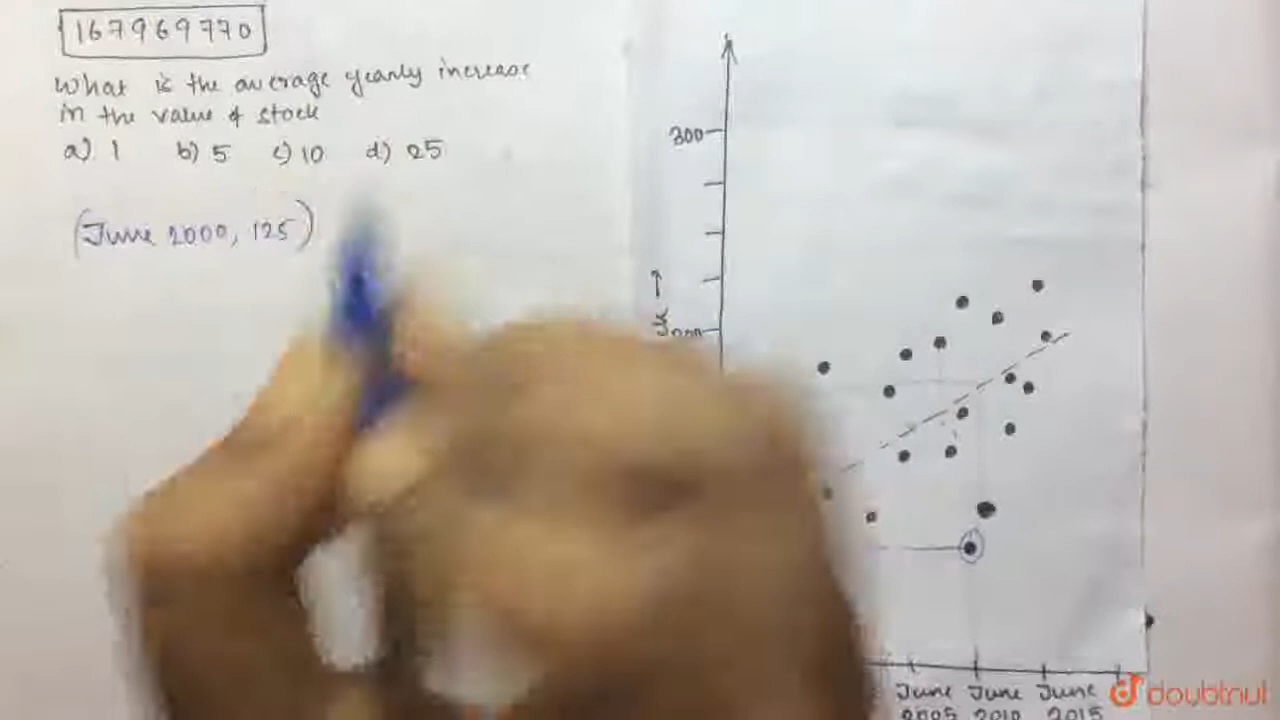 167969770
What is the average yearly increase
in the value of stock
a) 1 b) 5 c) 10 d) 25
(June 2000, 125)
300
June June June
2005 2010 2015
doubtnut